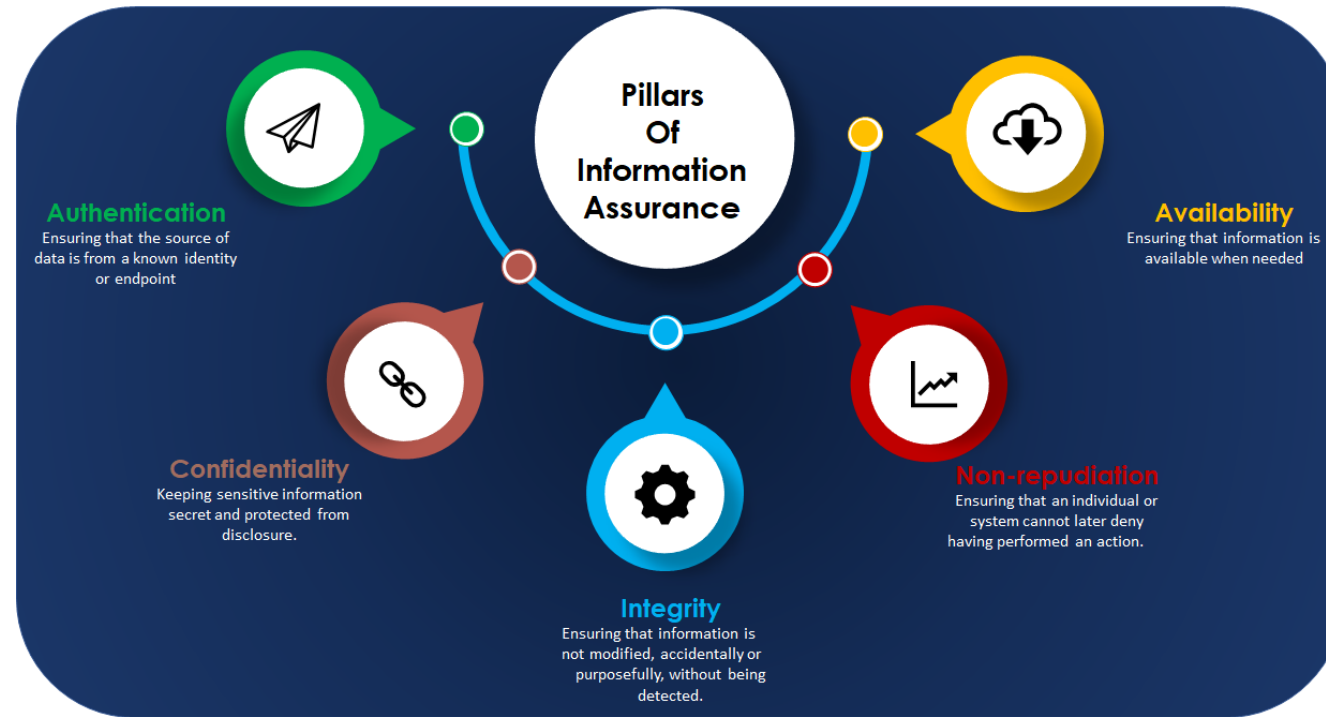 Pillars
Of
Information
Assurance
Authentication
Ensuring that the source of
data is from a known identity
or endpoint
Confidentiality
Keeping sensitive information
secret and protected from
disclosure.
Integrity
Ensuring that information is
not modified, accidentally or
purposefully, without being
detected.
Non-repudiation
Ensuring that an individual or
system cannot later deny
having performed an action.
Availability
Ensuring that information is
available when needed